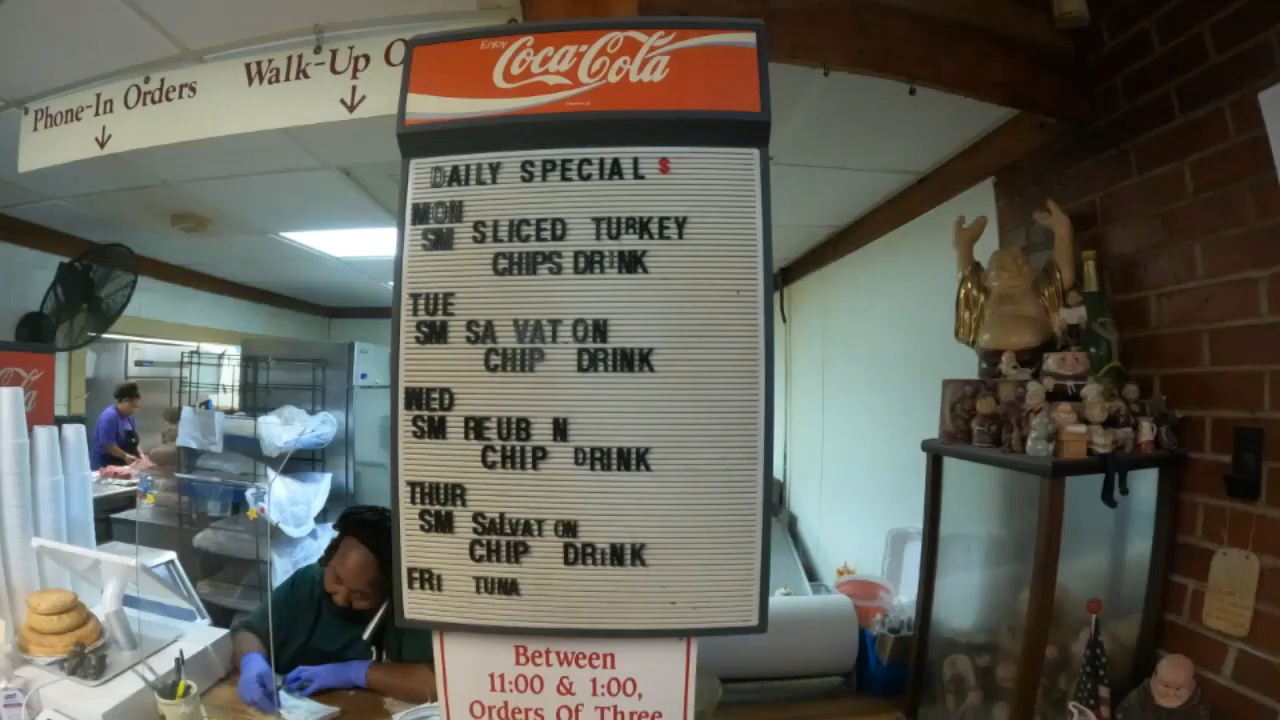 Phone-In Orders
Walk-Up O
Enjoy
Coca-Cola
DAILY SPECIAL $
MON
SM SLICED TURKEY
CHIPS DRINK
TUE
SM SA VAT ON
CHIP DRINK
WED
SM REUB N
CHIP DRINK
THUR
SM SALVAT ON
CHIP DRINK
FRI TUNA
Between
11:00 & 1:00,
Orders Of Three